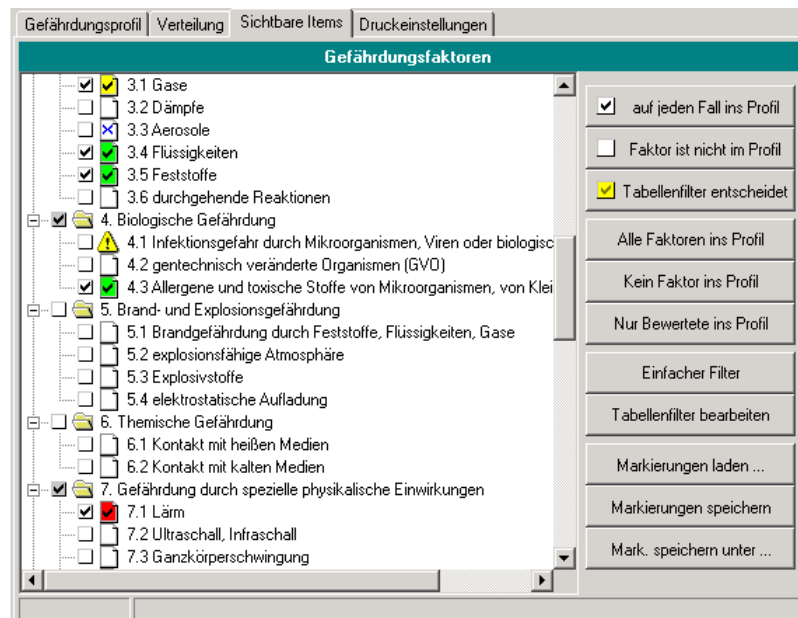 Gefährdungsprofil
Verteilung
Sichtbare Items
Druckeinstellungen
Gefährdungsfaktoren
3.1 Gase
3.2 Dämpfe
3.3 Aerosole
3.4 Flüssigkeiten
3.5 Feststoffe
3.6 durchgehende Reaktionen
4. Biologische Gefährdung
4.1 Infektionsgefahr durch Mikroorganismen, Viren oder biologisc
4.2 gentechnisch veränderte Organismen (GVO)
4.3 Allergene und toxische Stoffe von Mikroorganismen, von Klei
5. Brand- und Explosionsgefährdung
5.1 Brandgefährdung durch Feststoffe, Flüssigkeiten, Gase
5.2 explosionsfähige Atmosphäre
5.3 Explosivstoffe
5.4 elektrostatische Aufladung
6. Themische Gefährdung
6.1 Kontakt mit heißen Medien
6.2 Kontakt mit kalten Medien
7. Gefährdung durch spezielle physikalische Einwirkungen
7.1 Lärm
7.2 Ultraschall, Infraschall
7.3 Ganzkörperschwingung
auf jeden Fall ins Profil
Faktor ist nicht im Profil
Tabellenfilter entscheidet
Alle Faktoren ins Profil
Kein Faktor ins Profil
Nur Bewertete ins Profil
Einfacher Filter
Tabellenfilter bearbeiten
Markierungen laden ...
Markierungen speichern
Mark. speichern unter ...